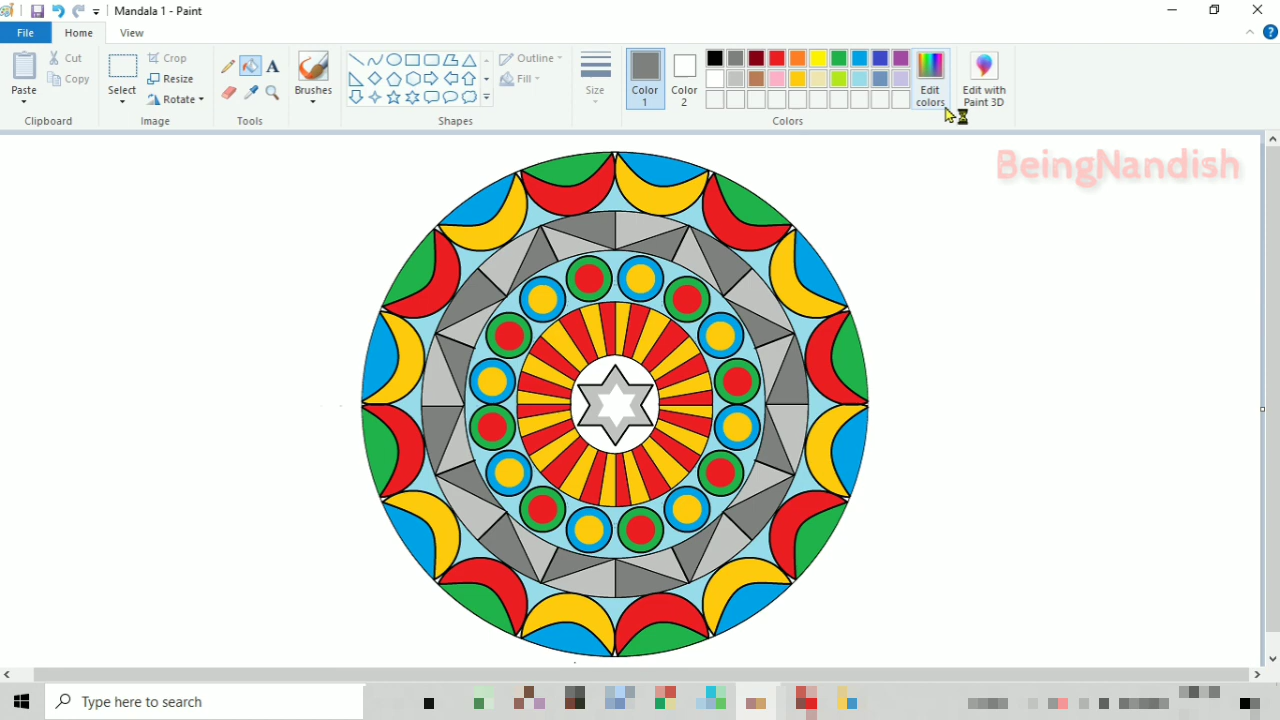 Mandala 1 - Paint
File
Home
View
Paste
Cut
Copy
Clipboard
Select
Crop
Resize
Rotate
Image
A
Tools
Brushes
Shapes
Outline
Fill
Size
Color 1
Color 2
Edit colors
Edit with Paint 3D
Colors
BeingNandish
Type here to search